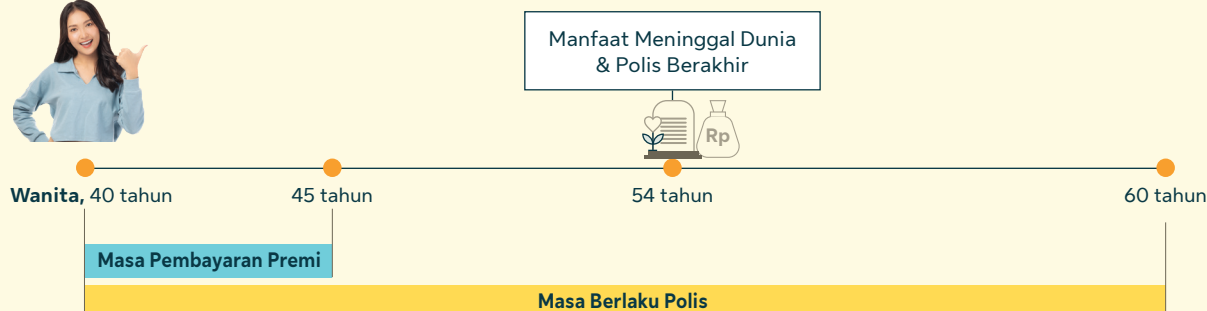 Manfaat Meninggal Dunia
& Polis Berakhir
Rp
Wanita, 40 tahun
45 tahun
54 tahun
60 tahun
Masa Pembayaran Premi
Masa Berlaku Polis